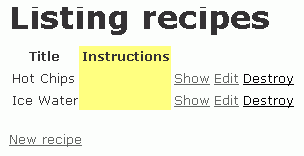 Listing recipes
Title Instructions
Hot Chips Show Edit Destroy
Ice Water Show Edit Destroy
New recipe